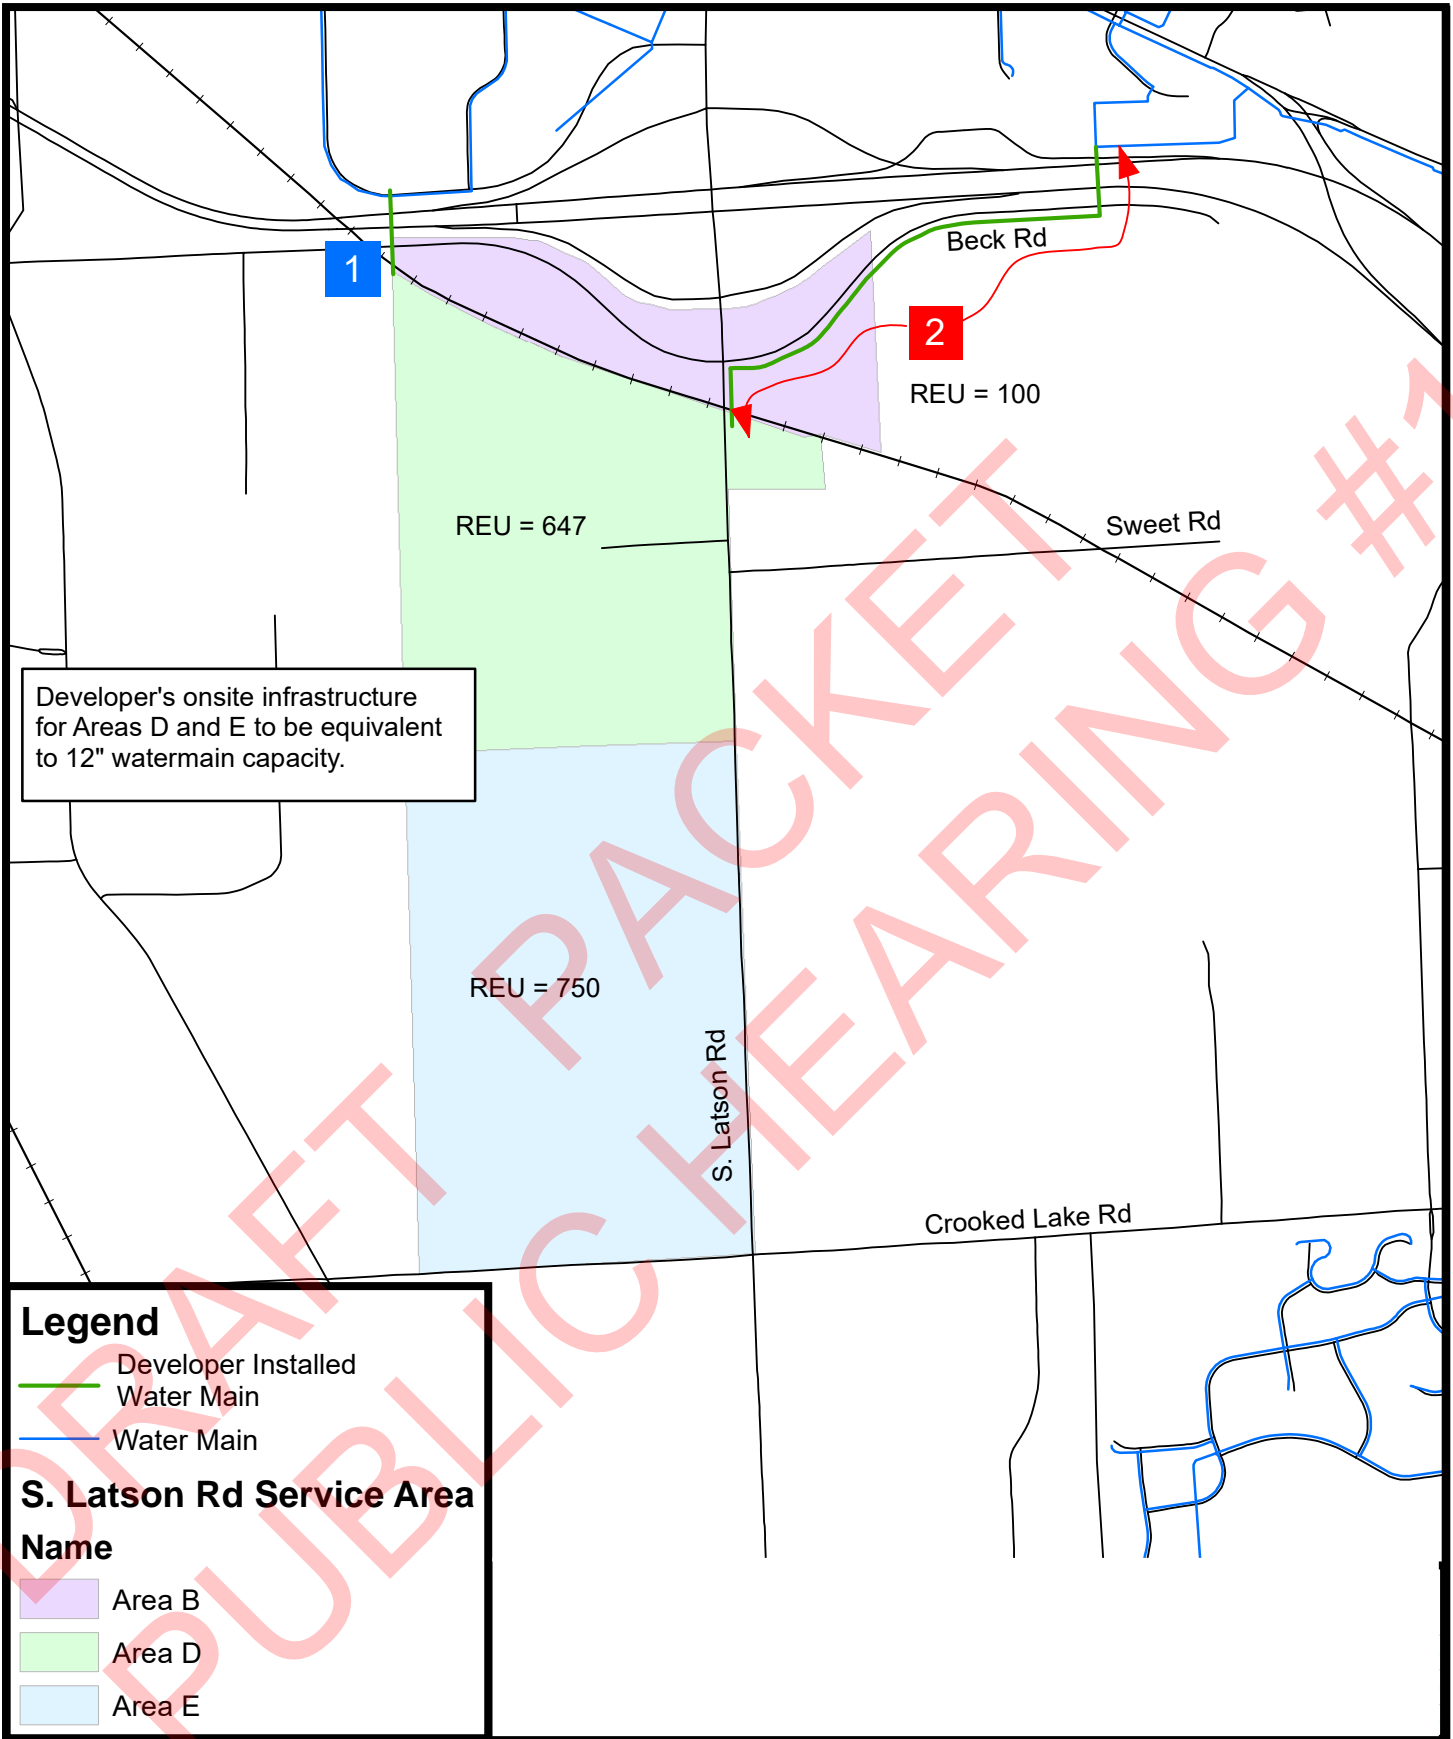 1
Beck Rd
2
REU = 100
REU = 647
Sweet Rd
Developer's onsite infrastructure
for Areas D and E to be equivalent
to 12" watermain capacity.
REU = 750
S. Latson Rd
Crooked Lake Rd
DRAFT PACKET
PUBLIC HEARING #1
Legend
Developer Installed
Water Main
Water Main
S. Latson Rd Service Area
Name
Area B
Area D
Area E